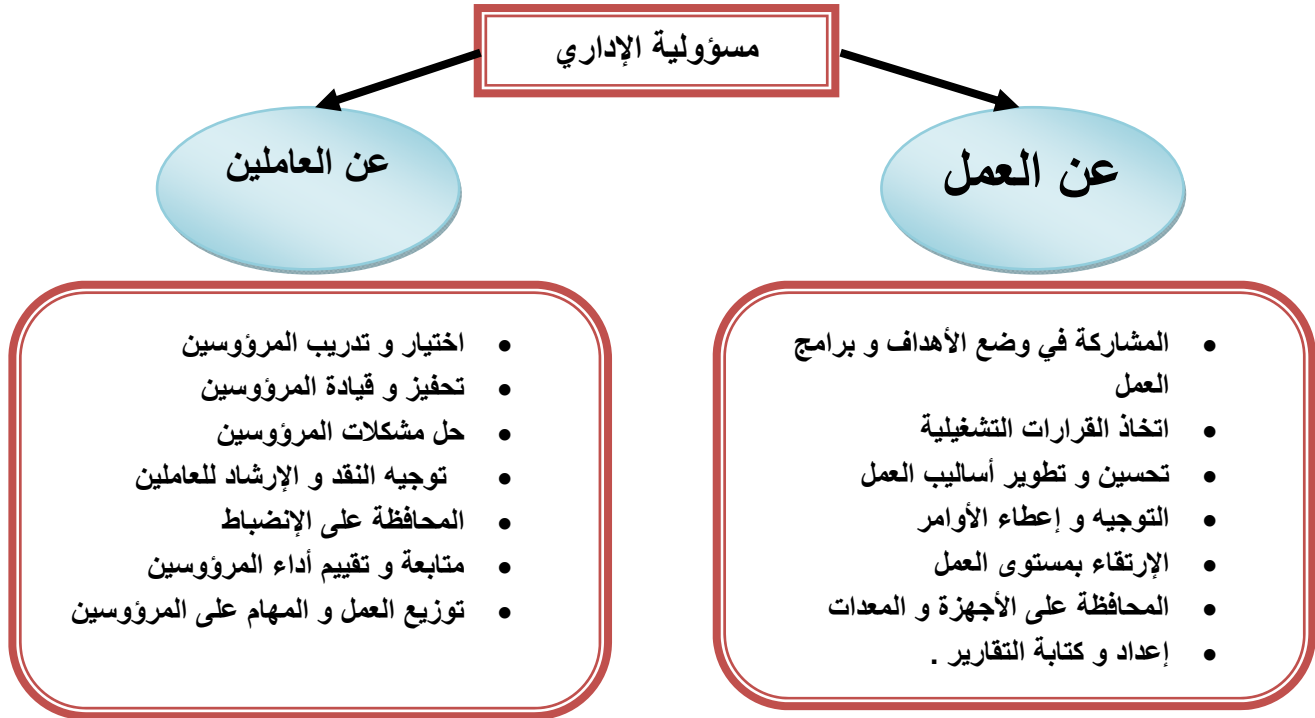 مسؤولية الإداري
عن العمل
عن العاملين
• المشاركة في وضع الأهداف و برامج
العمل
• اتخاذ القرارات التشغيلية
• تحسين و تطوير أساليب العمل
• التوجيه و إعطاء الأوامر
• الإرتقاء بمستوى العمل
• المحافظة على الأجهزة و المعدات
• إعداد و كتابة التقارير .
• اختيار و تدريب المرؤوسين
• تحفيز و قيادة المرؤوسين
• حل مشكلات المرؤوسين
• توجيه النقد و الإرشاد للعاملين
• المحافظة على الإنضباط
• متابعة و تقييم أداء المرؤوسين
• توزيع العمل و المهام على المرؤوسين